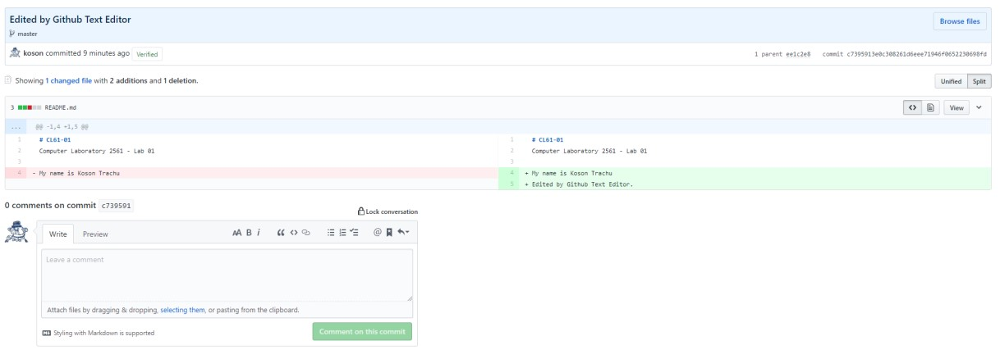 Edited by Github Text Editor
Browse files
master
koson committed 9 minutes ago Verified
1 parent ee1c2e8 commit c7395913e0c308261d6eee71946f0652230698fd
Showing 1 changed file with 2 additions and 1 deletion.
Unified Split
3 README.md
<> View
... @@ -1,4 +1,5 @@
1 # CL61-01 1 # CL61-01
2 Computer Laboratory 2561 - Lab 01 2 Computer Laboratory 2561 - Lab 01
3 3
4 - My name is Koson Trachu 4 + My name is Koson Trachu
5 + Edited by Github Text Editor.
0 comments on commit c739591
Lock conversation
Write Preview AA B i “ <> @
Leave a comment
Attach files by dragging & dropping, selecting them, or pasting from the clipboard.
Styling with Markdown is supported
Comment on this commit